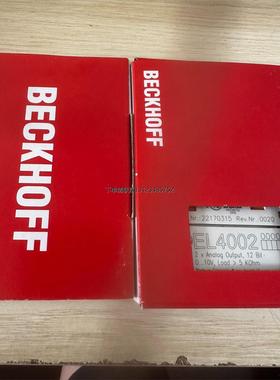 BECKHOFF
BECKHOFF
Nr.: 22170315 Rev.Nr.:0020
EL4002
2 x Analog Output, 12 Bit
0...10V, Load > 5 KOhm